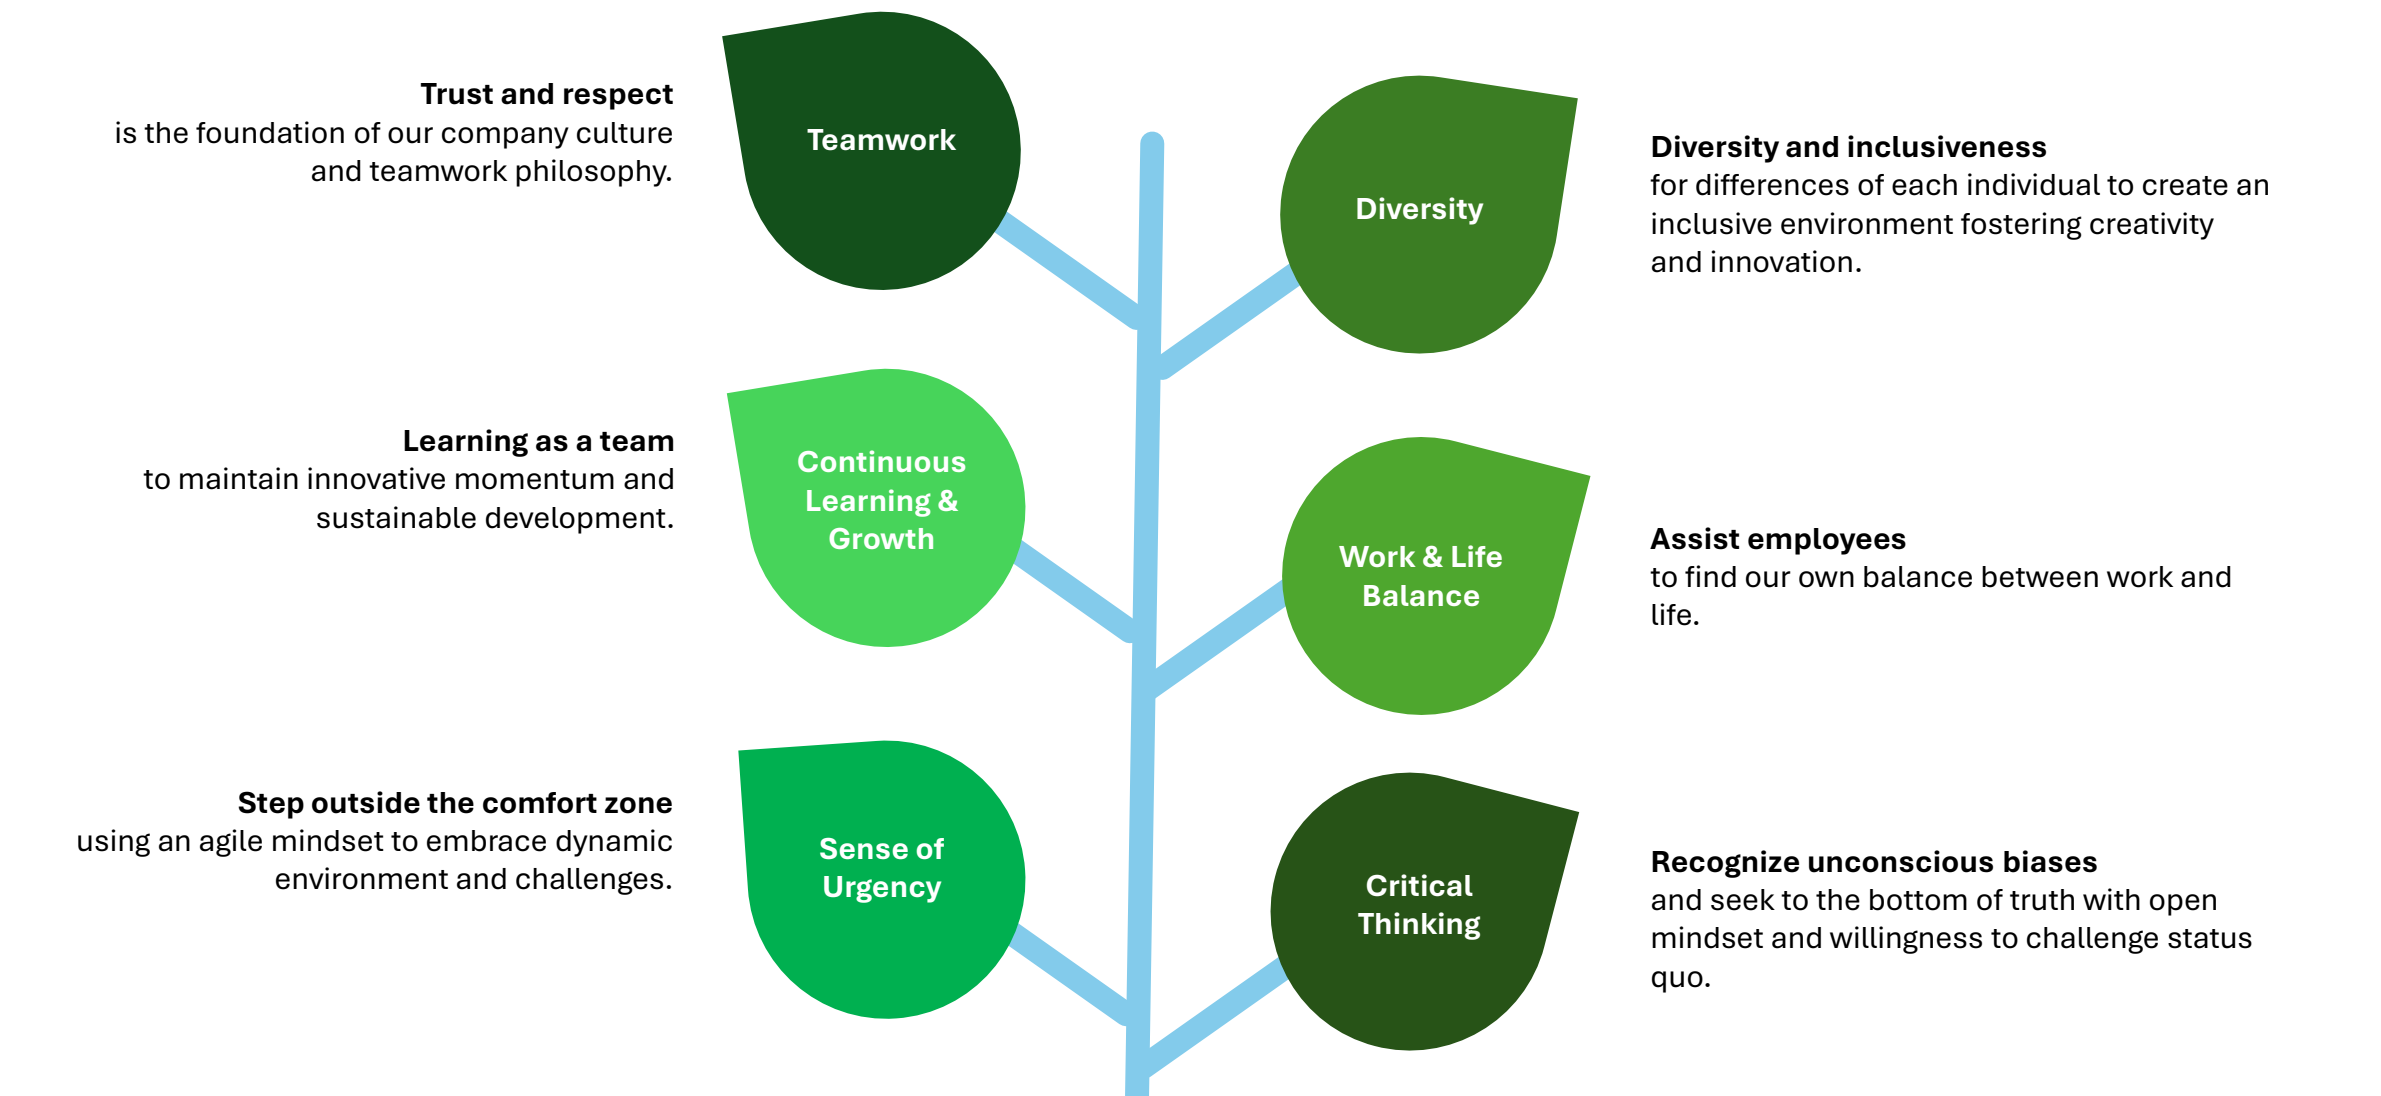 Trust and respect
is the foundation of our company culture
and teamwork philosophy.
Teamwork
Diversity
Diversity and inclusiveness
for differences of each individual to create an
inclusive environment fostering creativity
and innovation.
Learning as a team
to maintain innovative momentum and
sustainable development.
Continuous
Learning &
Growth
Work & Life
Balance
Assist employees
to find our own balance between work and
life.
Step outside the comfort zone
using an agile mindset to embrace dynamic
environment and challenges.
Sense of
Urgency
Critical
Thinking
Recognize unconscious biases
and seek to the bottom of truth with open
mindset and willingness to challenge status
quo.